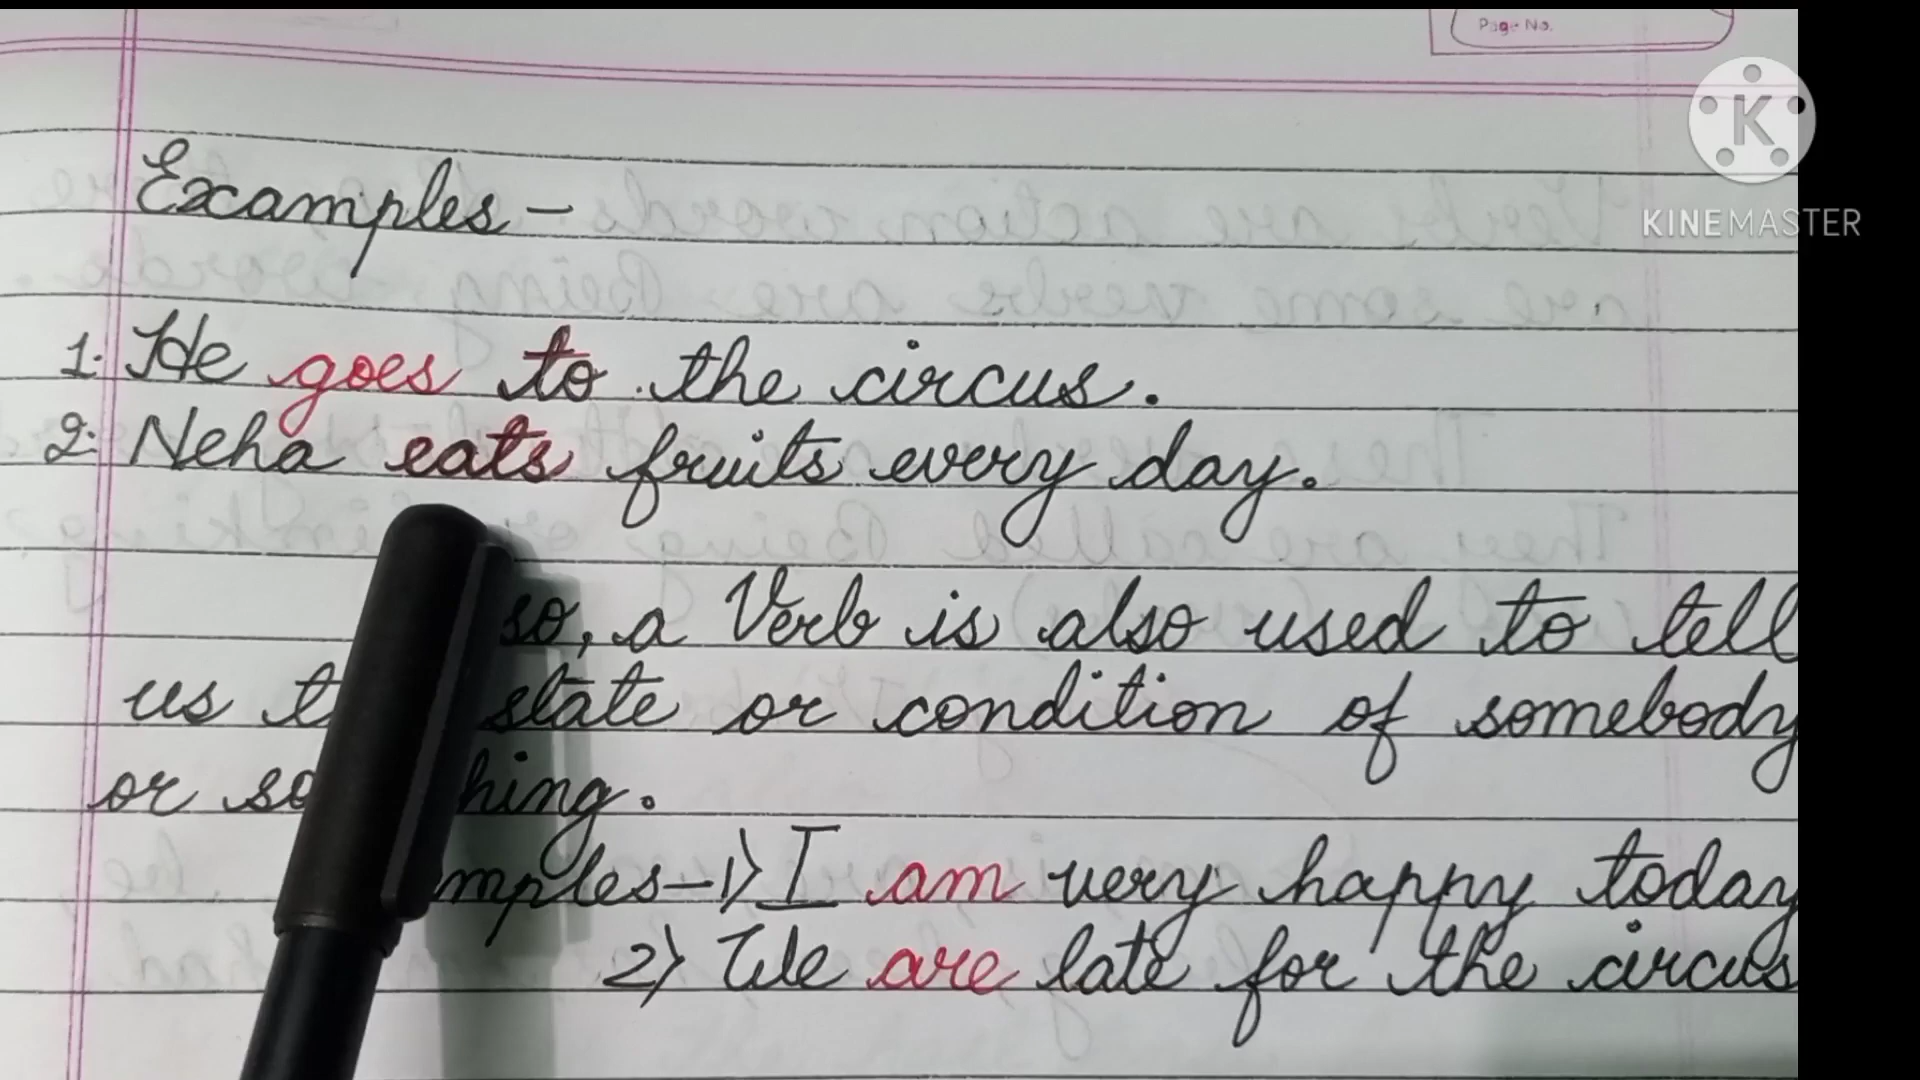 Page No.
KINEMASTER
Examples -
1. He goes to the circus.
2. Neha eats fruits every day.
so, a Verb is also used to tell
us state or condition of somebody
or hing.
mples - 1) I am very happy today
2) We are late for the circus